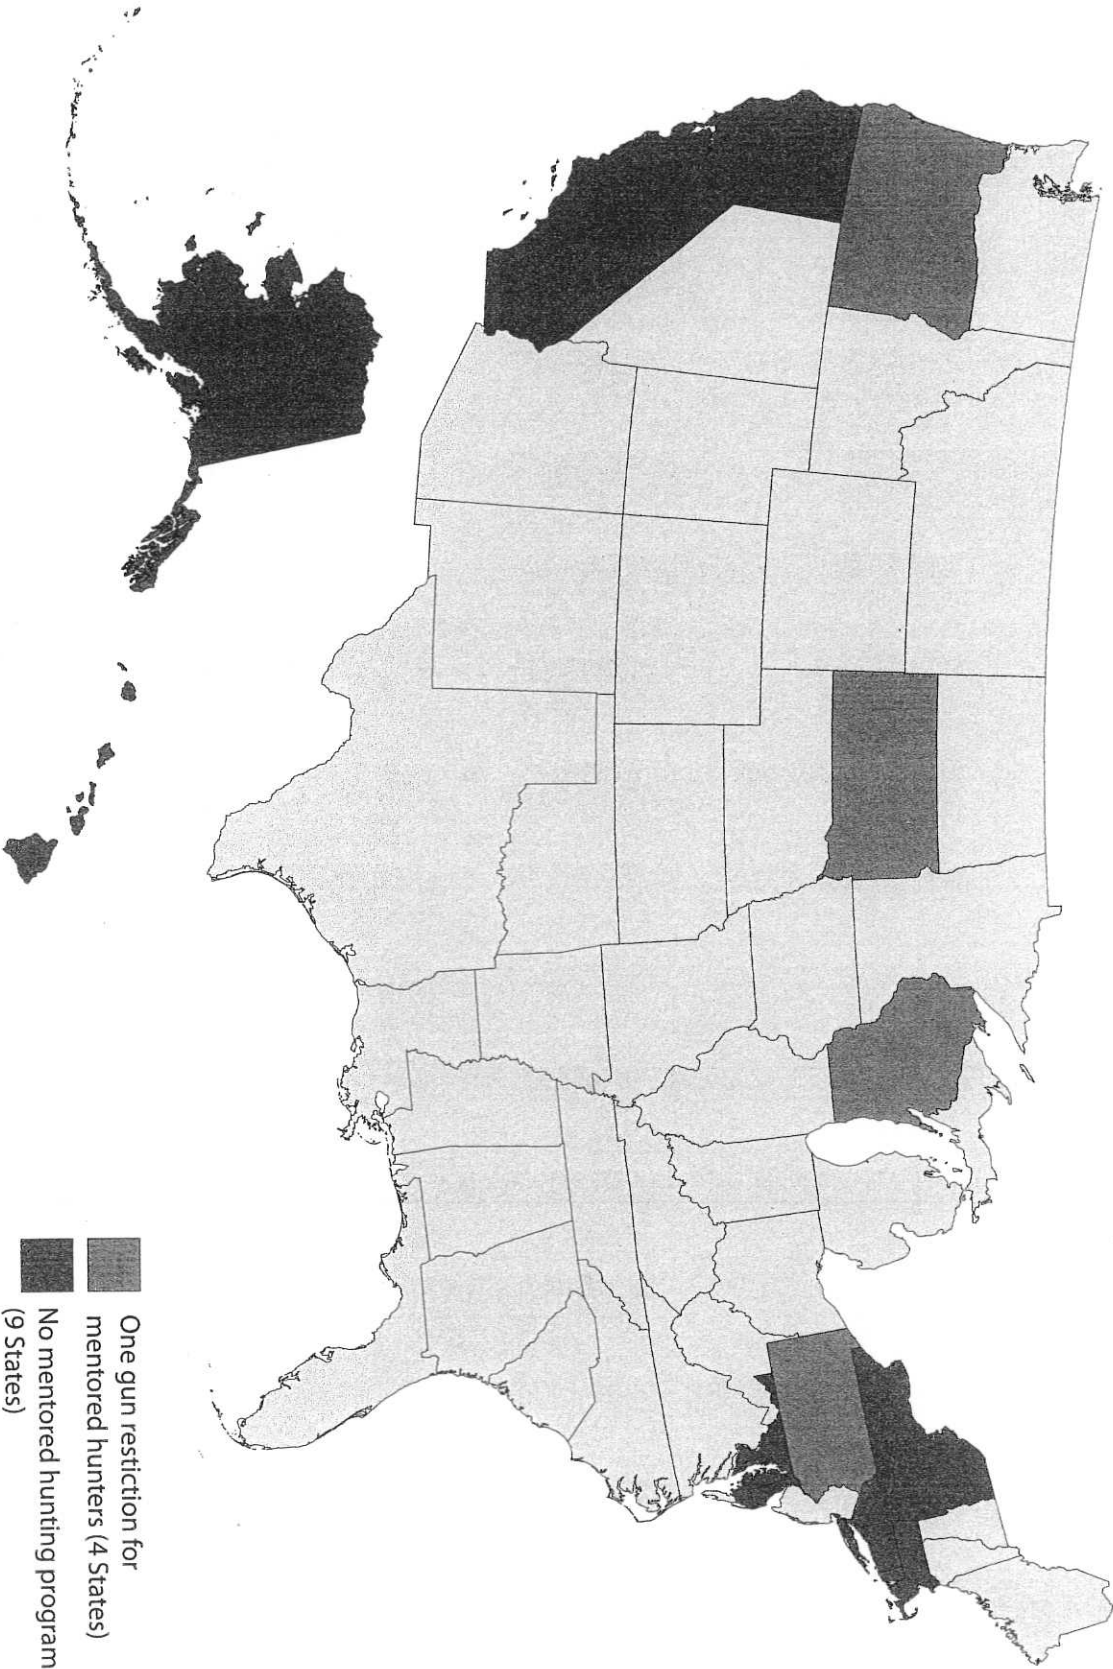 One gun restiction for
mentored hunters (4 States)
No mentored hunting program
(9 States)